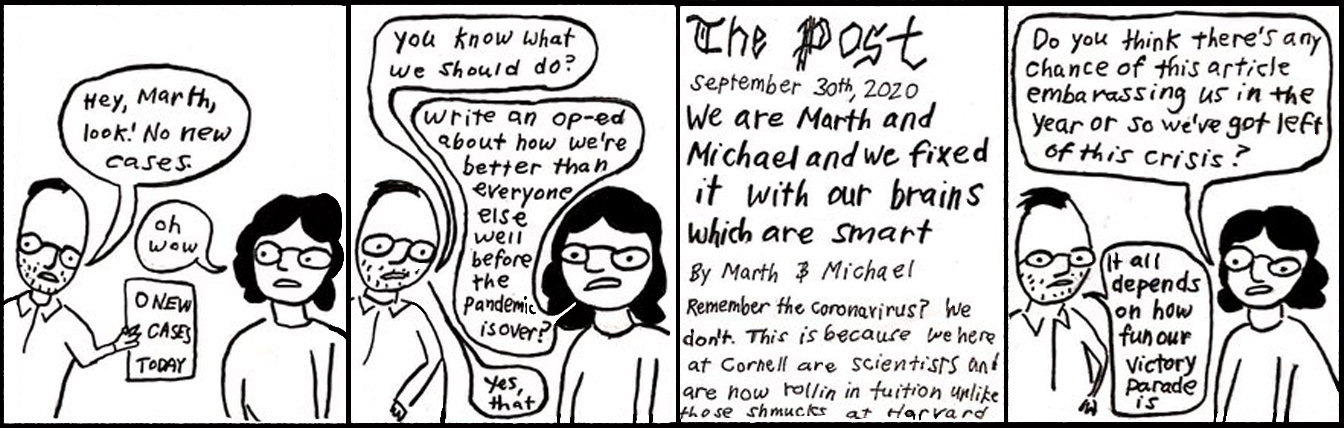 Hey, Marth,
look! No new
cases.
oh
wow
0 NEW
CASES
TODAY
you know what
we should do?
write an op-ed
about how we're
better than
everyone
else
well
before
the
pandemic
is over?
yes,
that
The Post
September 30th, 2020
We are Marth and
Michael and we fixed
it with our brains
which are smart
By Marth & Michael
Remember the coronavirus? We
don't. This is because we here
at Cornell are scientists and
are now rollin in tuition unlike
those shmucks at Harvard
Do you think there's any
chance of this article
embarassing us in the
year or so we've got left
of this crisis?
It all
depends
on how
fun our
victory
parade
is